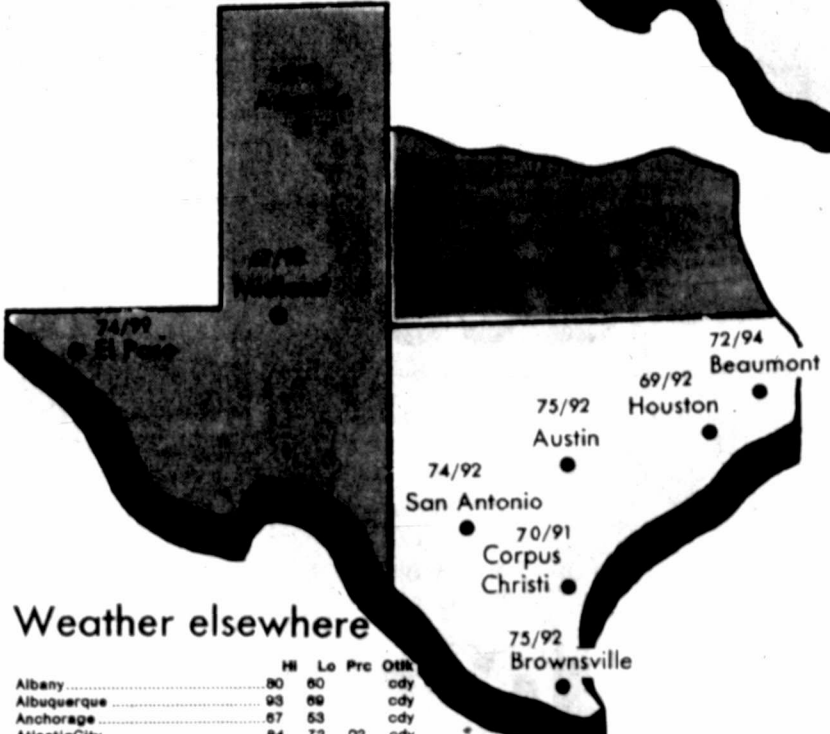 74/99
El Paso
72/94
Beaumont
69/92
Houston
75/92
Austin
74/92
San Antonio
70/91
Corpus
Christi
75/92
Brownsville
Weather elsewhere
Hi Lo Prc Otlk
Albany 80 60 cdy
Albuquerque 93 69 cdy
Anchorage 67 53 cdy